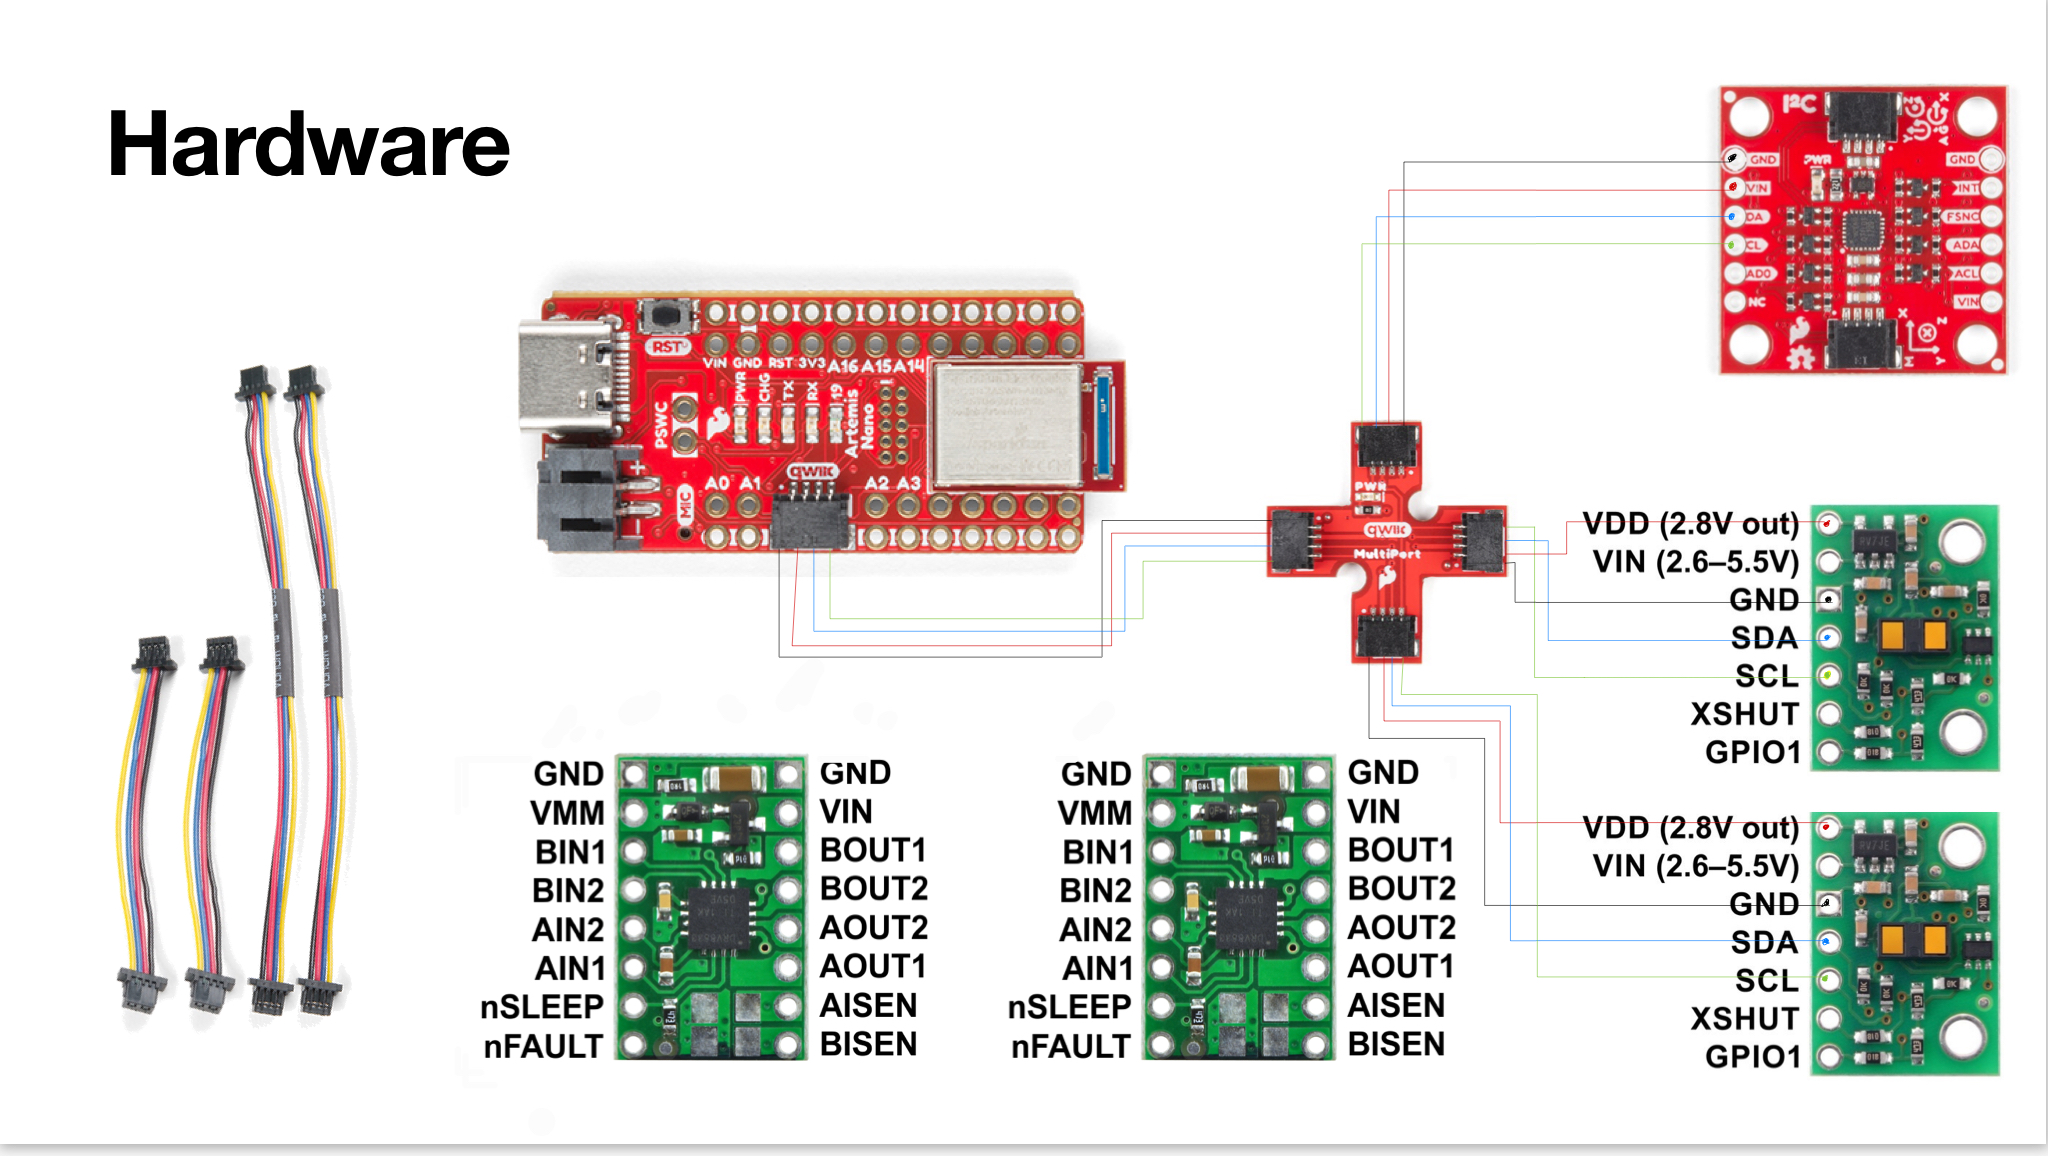 Hardware
I²C
GND
VIN
DA
CL
AD0
NC
PWR
GND
INT
FSNC
ADA
ACL
VIN
RST
VIN GND RST 3V3 A16 A15 A14
PWR
CHG
TX
RX
19
Artemis
Nano
PSWC
+
-
MIC
A0 A1
qwiic
A2 A3
PWR
qwiic
MultiPort
VDD (2.8V out)
VIN (2.6–5.5V)
GND
SDA
SCL
XSHUT
GPIO1
VDD (2.8V out)
VIN (2.6–5.5V)
GND
SDA
SCL
XSHUT
GPIO1
GND
VMM
BIN1
BIN2
AIN2
AIN1
nSLEEP
nFAULT
GND
VIN
BOUT1
BOUT2
AOUT2
AOUT1
AISEN
BISEN
GND
VMM
BIN1
BIN2
AIN2
AIN1
nSLEEP
nFAULT
GND
VIN
BOUT1
BOUT2
AOUT2
AOUT1
AISEN
BISEN